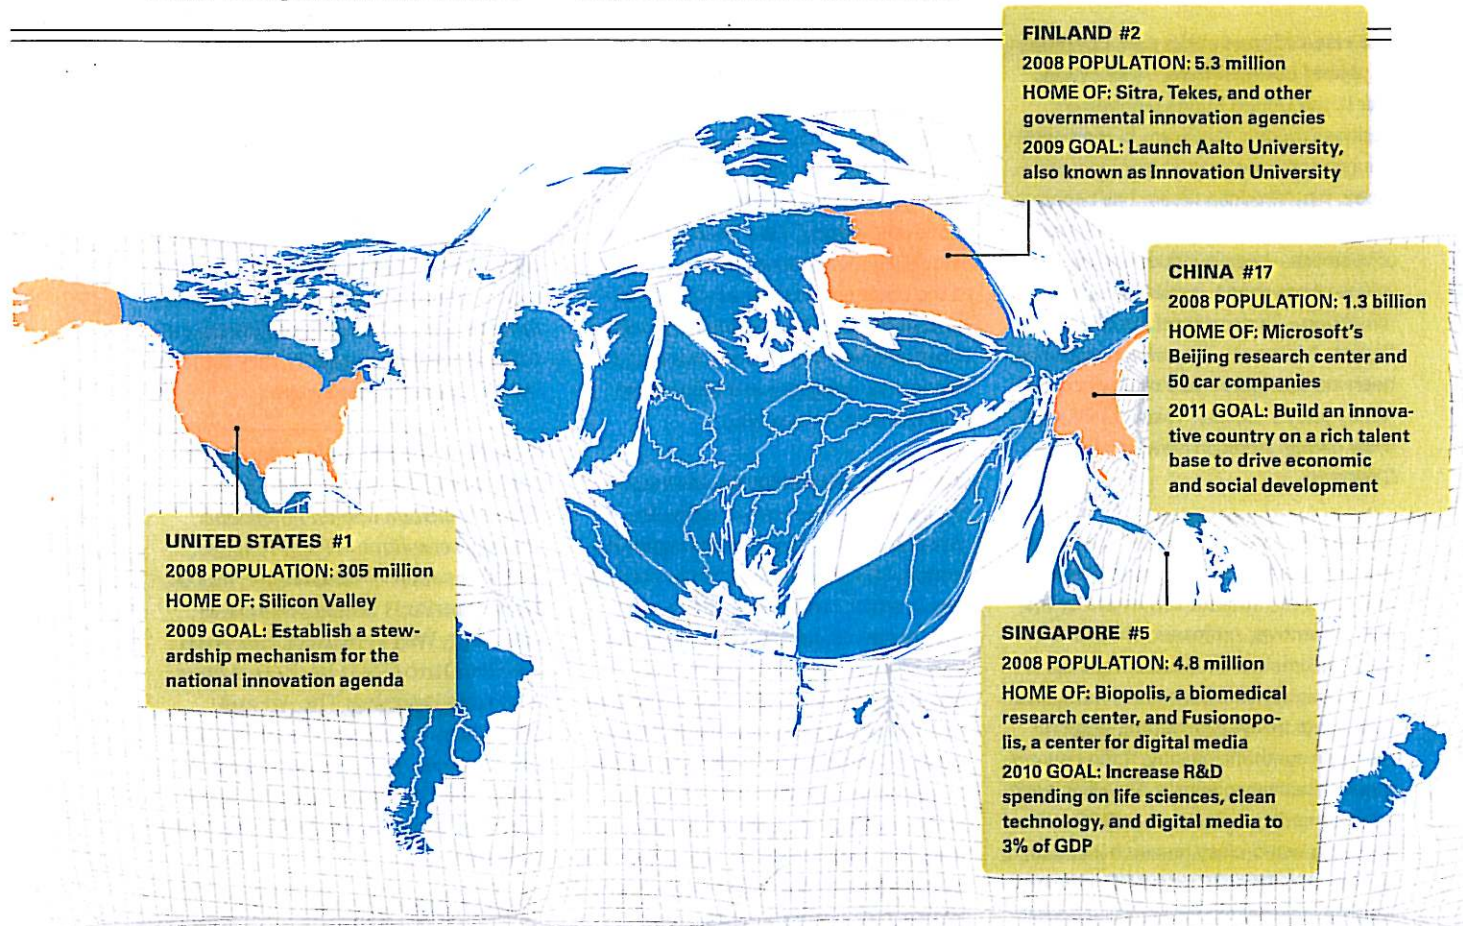 FINLAND #2
2008 POPULATION: 5.3 million
HOME OF: Sitra, Tekes, and other
governmental innovation agencies
2009 GOAL: Launch Aalto University,
also known as Innovation University
CHINA #17
2008 POPULATION: 1.3 billion
HOME OF: Microsoft's
Beijing research center and
50 car companies
2011 GOAL: Build an innova-
tive country on a rich talent
base to drive economic
and social development
UNITED STATES #1
2008 POPULATION: 305 million
HOME OF: Silicon Valley
2009 GOAL: Establish a stew-
ardship mechanism for the
national innovation agenda
SINGAPORE #5
2008 POPULATION: 4.8 million
HOME OF: Biopolis, a biomedical
research center, and Fusionopo-
lis, a center for digital media
2010 GOAL: Increase R&D
spending on life sciences, clean
technology, and digital media to
3% of GDP